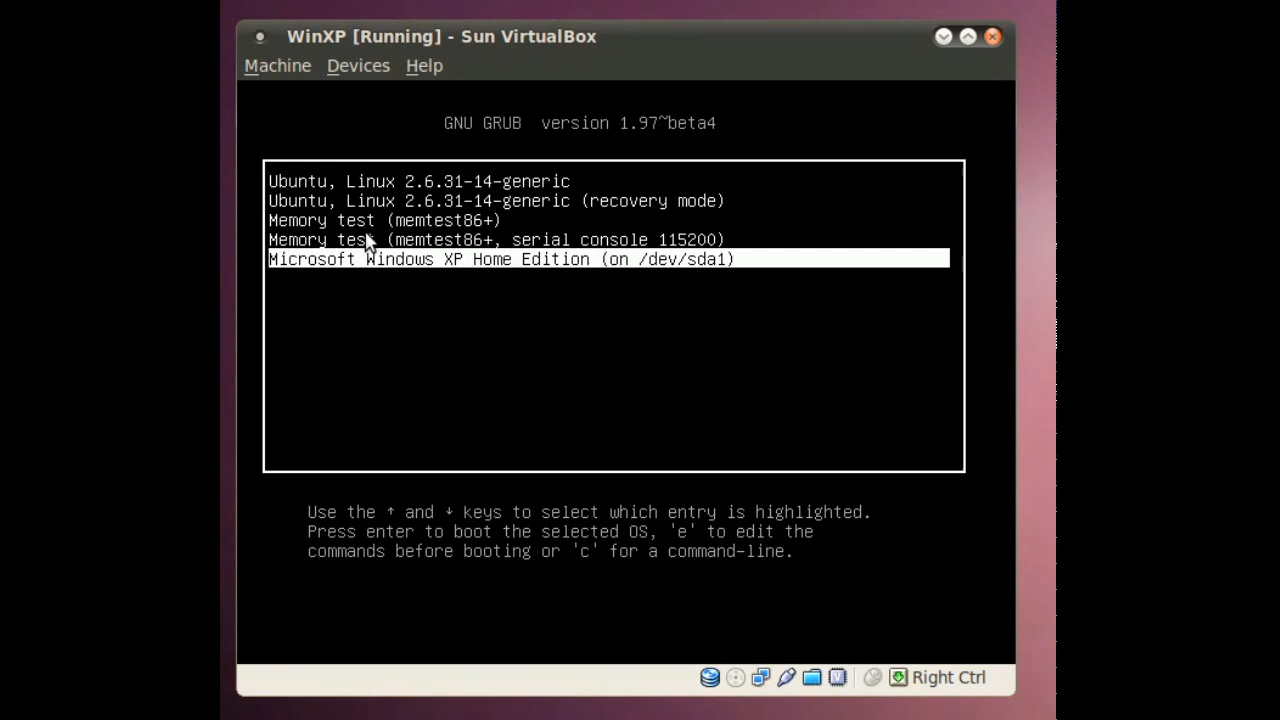 WinXP [Running] - Sun VirtualBox
Machine Devices Help
GNU GRUB version 1.97~beta4
Ubuntu, Linux 2.6.31-14-generic
Ubuntu, Linux 2.6.31-14-generic (recovery mode)
Memory test (memtest86+)
Memory test (memtest86+, serial console 115200)
Microsoft Windows XP Home Edition (on /dev/sda1)
Use the ↑ and ↓ keys to select which entry is highlighted.
Press enter to boot the selected OS, 'e' to edit the
commands before booting or 'c' for a command-line.
Right Ctrl